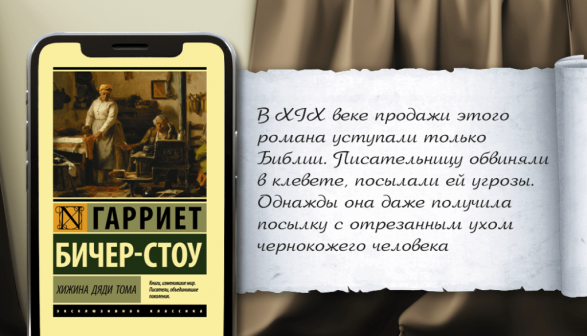 N ГАРРИЕТ
БИЧЕР-СТОУ
ХИЖИНА ДЯДИ ТОМА
Книги, изменившие мир.
Писатели, объединившие
поколения.
ЭКСКЛЮЗИВНАЯ КЛАССИКА
В XIX веке продажи этого
романа уступали только
Библии. Писательницу обвиняли
в клевете, посылали ей угрозы.
Однажды она даже получила
посылку с отрезанным ухом
чернокожего человека